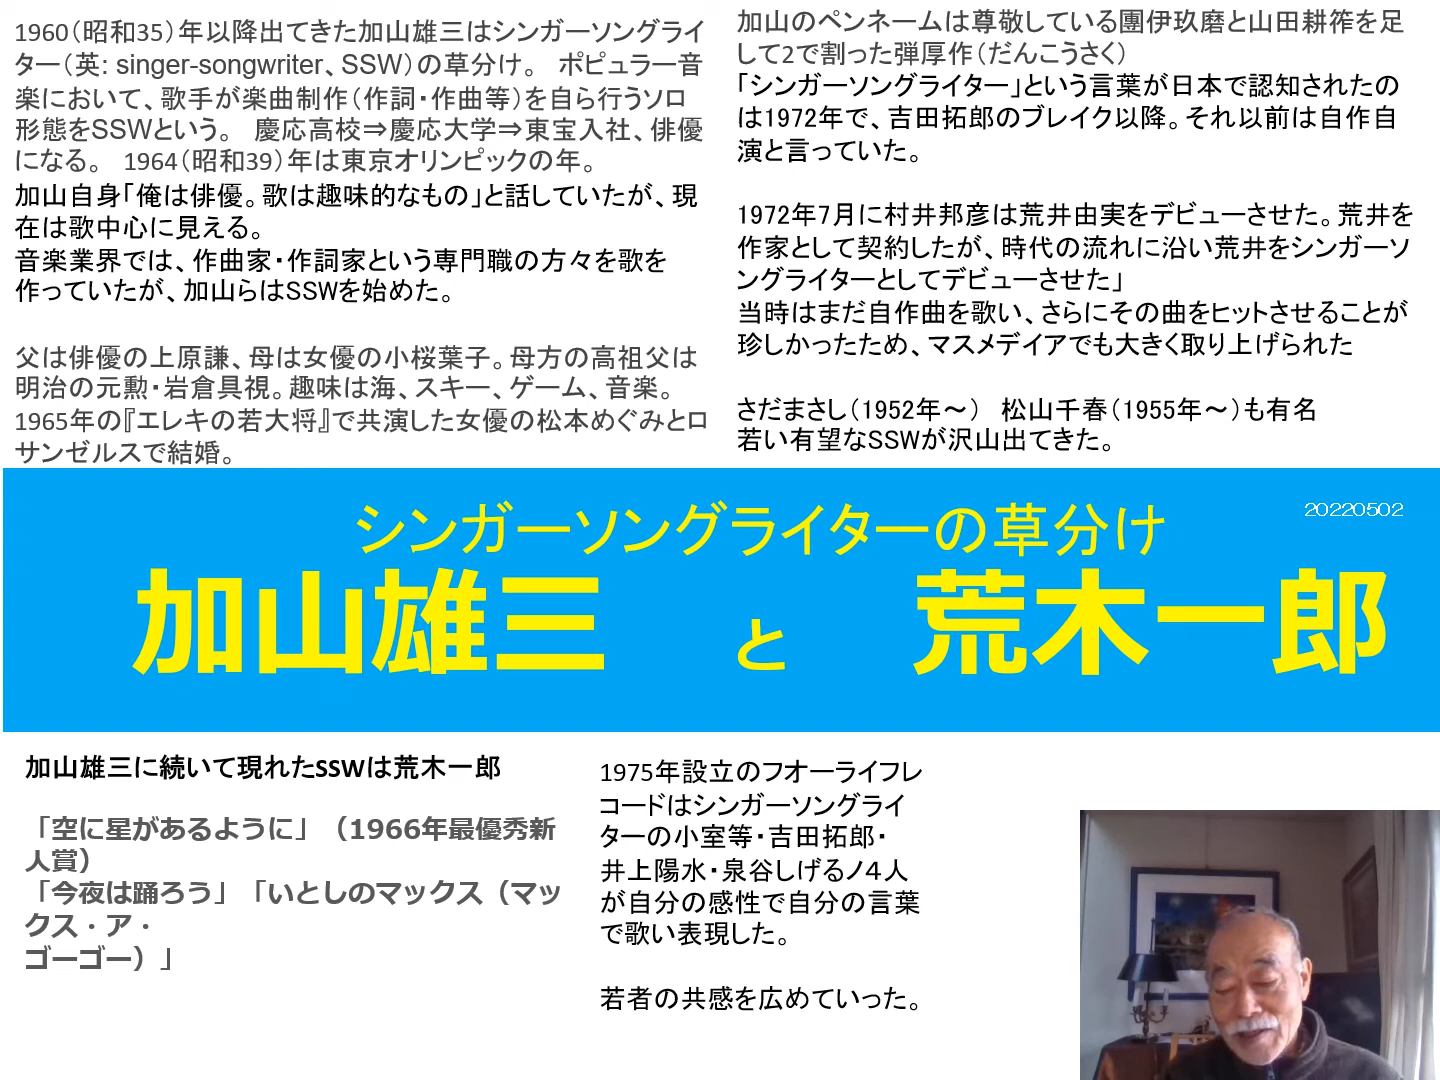 1960（昭和35）年以降出てきた加山雄三はシンガーソングライ
ター（英: singer-songwriter、SSW）の草分け。 ポピュラー音
楽において、歌手が楽曲制作（作詞・作曲等）を自ら行うソロ
形態をSSWという。 慶応高校⇒慶応大学⇒東宝入社、俳優
になる。 1964（昭和39）年は東京オリンピックの年。
加山自身「俺は俳優。歌は趣味的なもの」と話していたが、現
在は歌中心に見える。
音楽業界では、作曲家・作詞家という専門職の方々を歌を
作っていたが、加山らはSSWを始めた。
父は俳優の上原謙、母は女優の小桜葉子。母方の高祖父は
明治の元勲・岩倉具視。趣味は海、スキー、ゲーム、音楽。
1965年の『エレキの若大将』で共演した女優の松本めぐみとロ
サンゼルスで結婚。
加山のペンネームは尊敬している團伊玖磨と山田耕筰を足
して2で割った弾厚作（だんこうさく）
「シンガーソングライター」という言葉が日本で認知されたの
は1972年で、吉田拓郎のブレイク以降。それ以前は自作自
演と言っていた。
1972年7月に村井邦彦は荒井由実をデビューさせた。荒井を
作家として契約したが、時代の流れに沿い荒井をシンガーソ
ングライターとしてデビューさせた」
当時はまだ自作曲を歌い、さらにその曲をヒットさせることが
珍しかったため、マスメデイアでも大きく取り上げられた
さだまさし（1952年～） 松山千春（1955年～）も有名
若い有望なSSWが沢山出てきた。
シンガーソングライターの草分け
20220502
加山雄三 と 荒木一郎
加山雄三に続いて現れたSSWは荒木一郎
「空に星があるように」（1966年最優秀新
人賞）
「今夜は踊ろう」「いとしのマックス（マッ
クス・ア・
ゴーゴー）」
1975年設立のフオーライフレ
コードはシンガーソングライ
ターの小室等・吉田拓郎・
井上陽水・泉谷しげるノ４人
が自分の感性で自分の言葉
で歌い表現した。
若者の共感を広めていった。